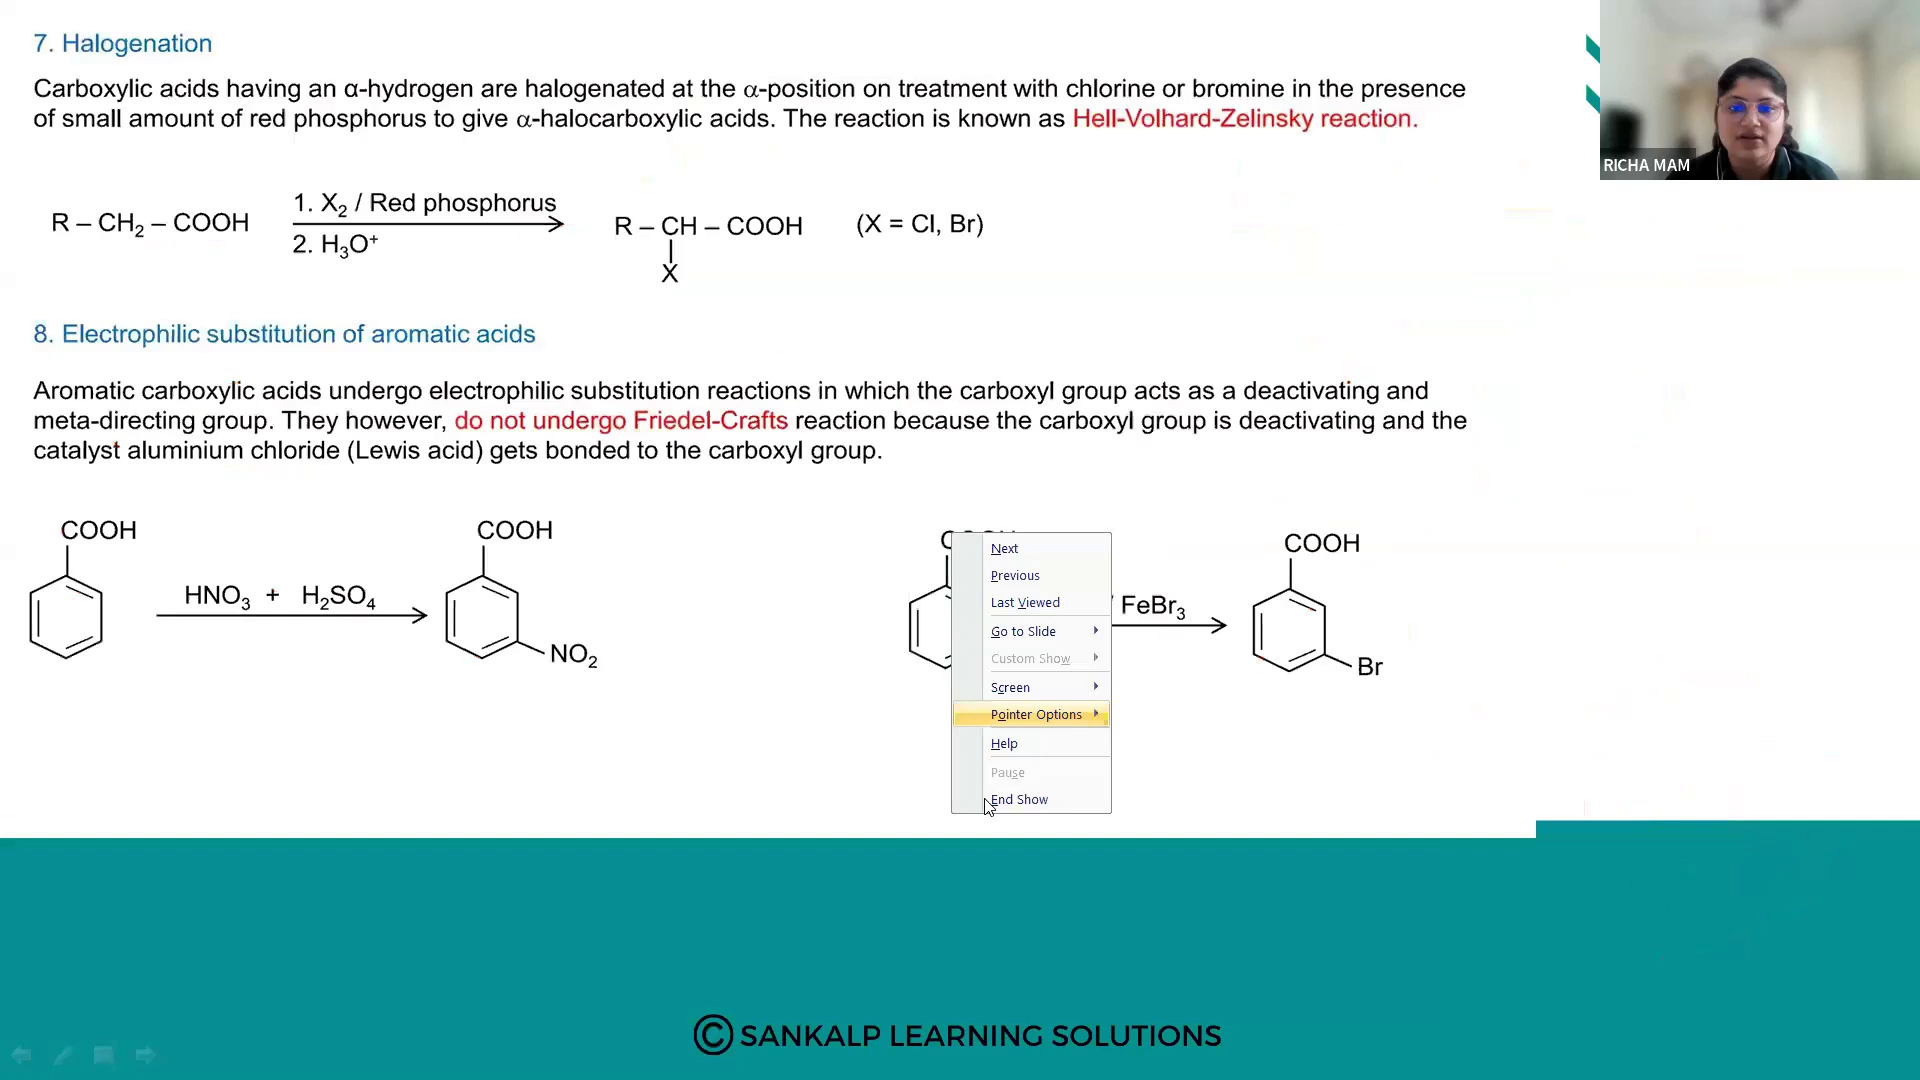 7. Halogenation
Carboxylic acids having an α-hydrogen are halogenated at the α-position on treatment with chlorine or bromine in the presence
of small amount of red phosphorus to give α-halocarboxylic acids. The reaction is known as Hell-Volhard-Zelinsky reaction.
RICHA MAM
R – CH₂ – COOH
1. X₂ / Red phosphorus
2. H₃O⁺
R – CH – COOH
X
(X = Cl, Br)
8. Electrophilic substitution of aromatic acids
Aromatic carboxylic acids undergo electrophilic substitution reactions in which the carboxyl group acts as a deactivating and
meta-directing group. They however, do not undergo Friedel-Crafts reaction because the carboxyl group is deactivating and the
catalyst aluminium chloride (Lewis acid) gets bonded to the carboxyl group.
COOH
HNO₃ + H₂SO₄
COOH
NO₂
FeBr₃
COOH
Br
Next
Previous
Last Viewed
Go to Slide
Custom Show
Screen
Pointer Options
Help
Pause
End Show
© SANKALP LEARNING SOLUTIONS